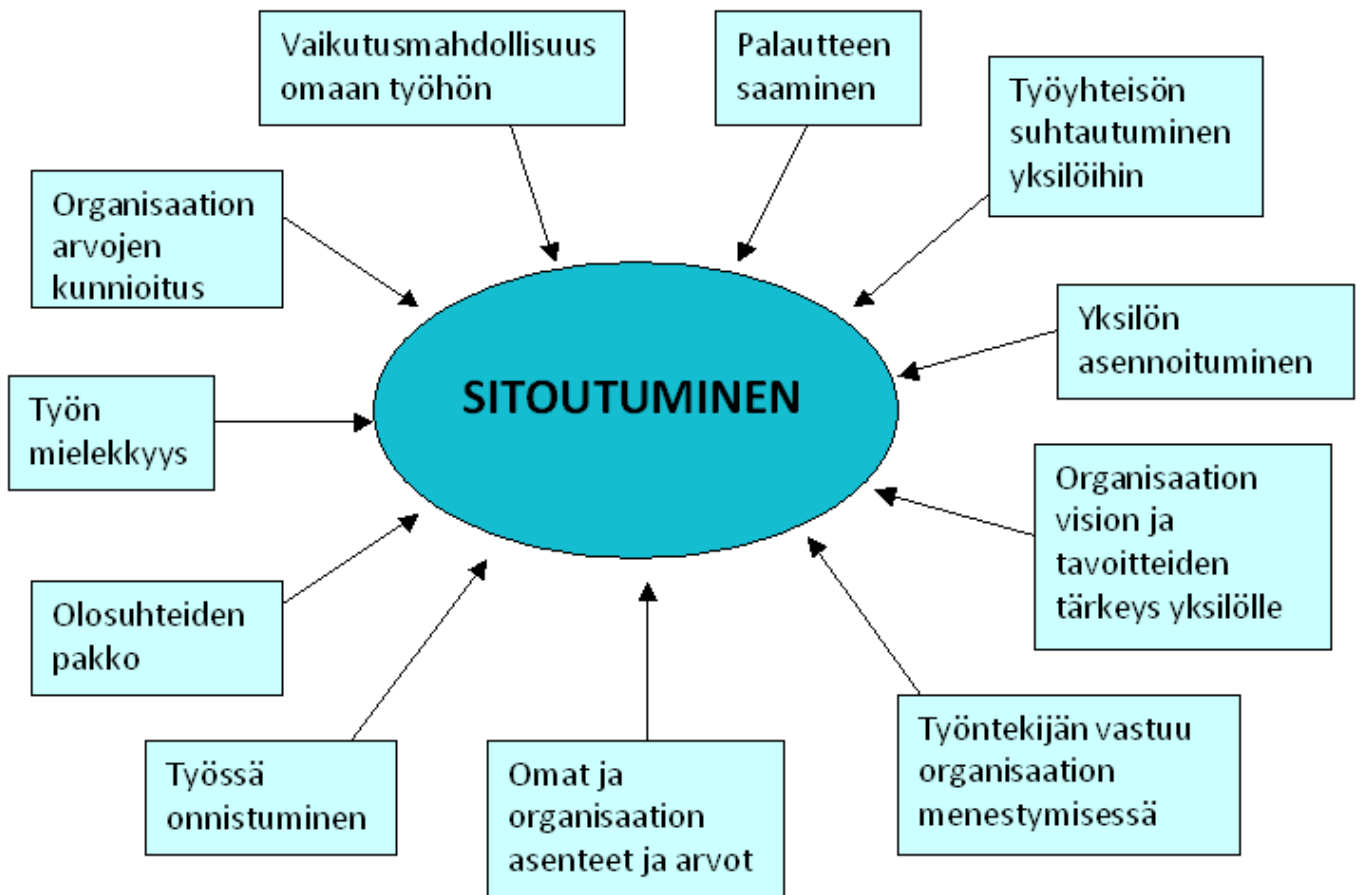 Vaikutusmahdollisuus
omaan työhön
Palautteen
saaminen
Työyhteisön
suhtautuminen
yksilöihin
Organisaation
arvojen
kunnioitus
Yksilön
asennoituminen
SITOUTUMINEN
Työn
mielekkyys
Organisaation
vision ja
tavoitteiden
tärkeys yksilölle
Olosuhteiden
pakko
Työntekijän vastuu
organisaation
menestymisessä
Työssä
onnistuminen
Omat ja
organisaation
asenteet ja arvot